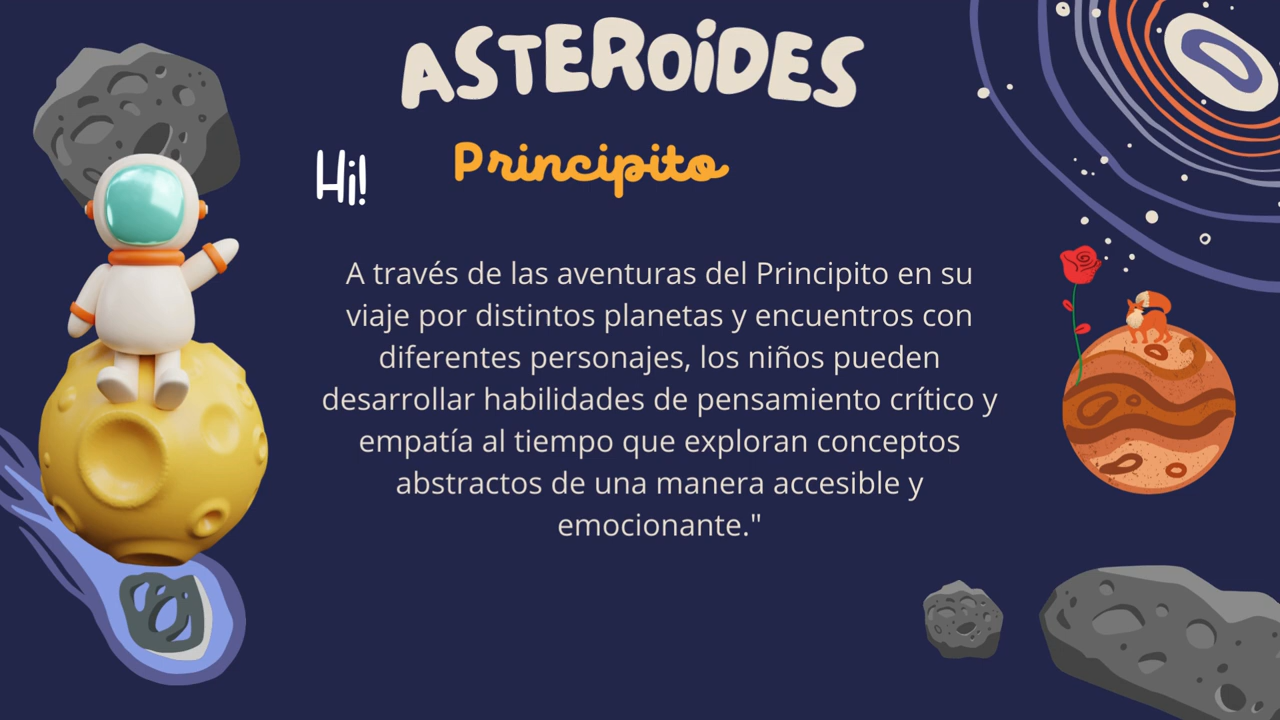 ASTEROIDES
Hi!
Principito
A través de las aventuras del Principito en su
viaje por distintos planetas y encuentros con
diferentes personajes, los niños pueden
desarrollar habilidades de pensamiento crítico y
empatía al tiempo que exploran conceptos
abstractos de una manera accesible y
emocionante."